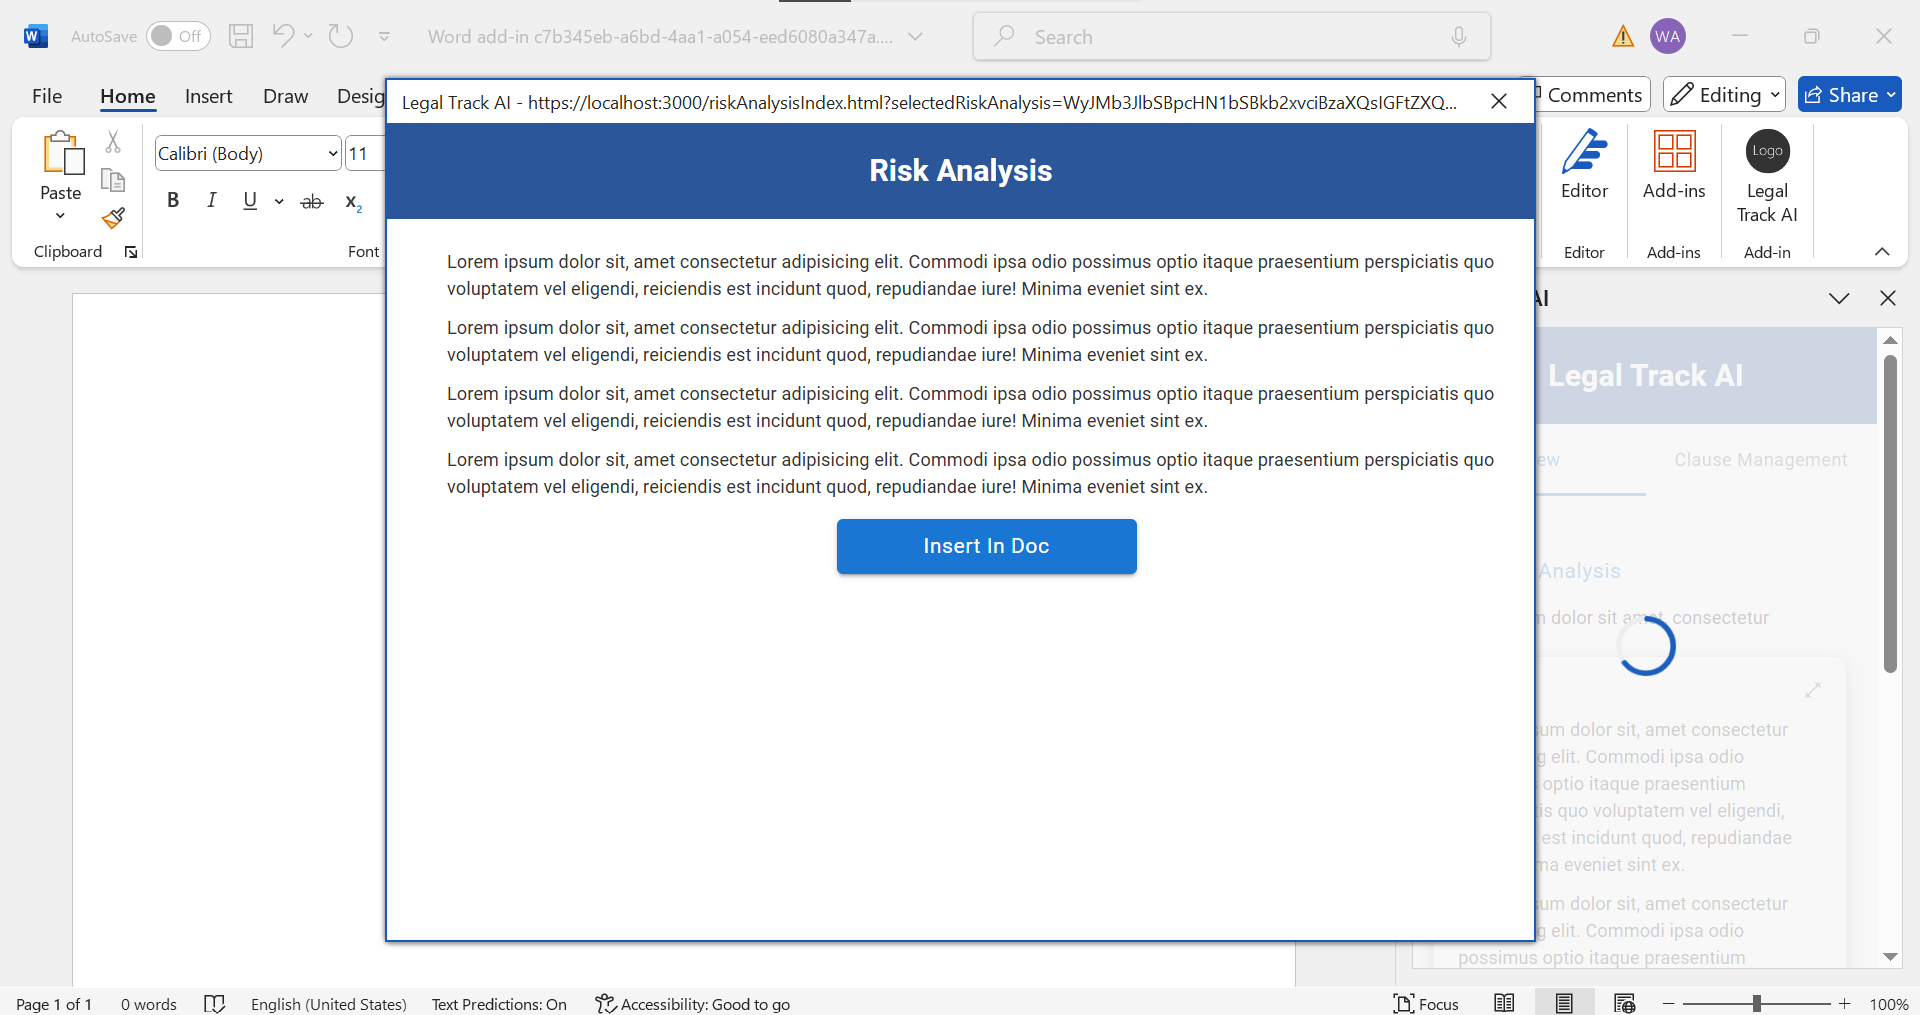 AutoSave Off
Word add-in c7b345eb-a6bd-4aa1-a054-eed6080a347a....
Search
WA
File Home Insert Draw
Comments Editing Share
Legal Track AI - https://localhost:3000/riskAnalysisIndex.html?selectedRiskAnalysis=WyJMb3JlbSBpcHN1bSBkb2xvciBzaXQsIGFtZXQ...
Paste
Clipboard
Calibri (Body) 11
B I U ab x2
Font
Editor
Editor
Add-ins
Add-ins
Logo
Legal
Track AI
Add-in
Risk Analysis
Lorem ipsum dolor sit, amet consectetur adipisicing elit. Commodi ipsa odio possimus optio itaque praesentium perspiciatis quo
voluptatem vel eligendi, reiciendis est incidunt quod, repudiandae iure! Minima eveniet sint ex.
Lorem ipsum dolor sit, amet consectetur adipisicing elit. Commodi ipsa odio possimus optio itaque praesentium perspiciatis quo
voluptatem vel eligendi, reiciendis est incidunt quod, repudiandae iure! Minima eveniet sint ex.
Lorem ipsum dolor sit, amet consectetur adipisicing elit. Commodi ipsa odio possimus optio itaque praesentium perspiciatis quo
voluptatem vel eligendi, reiciendis est incidunt quod, repudiandae iure! Minima eveniet sint ex.
Lorem ipsum dolor sit, amet consectetur adipisicing elit. Commodi ipsa odio possimus optio itaque praesentium perspiciatis quo
voluptatem vel eligendi, reiciendis est incidunt quod, repudiandae iure! Minima eveniet sint ex.
Insert In Doc
AI
Legal Track AI
Clause Management
Analysis
dolor sit amet, consectetur
dolor sit, amet consectetur
elit. Commodi ipsa odio
optio itaque praesentium
quo voluptatem vel eligendi,
est incidunt quod, repudiandae
eveniet sint ex.
dolor sit, amet consectetur
elit. Commodi ipsa odio
possimus optio itaque praesentium
Page 1 of 1 0 words English (United States) Text Predictions: On Accessibility: Good to go Focus 100%